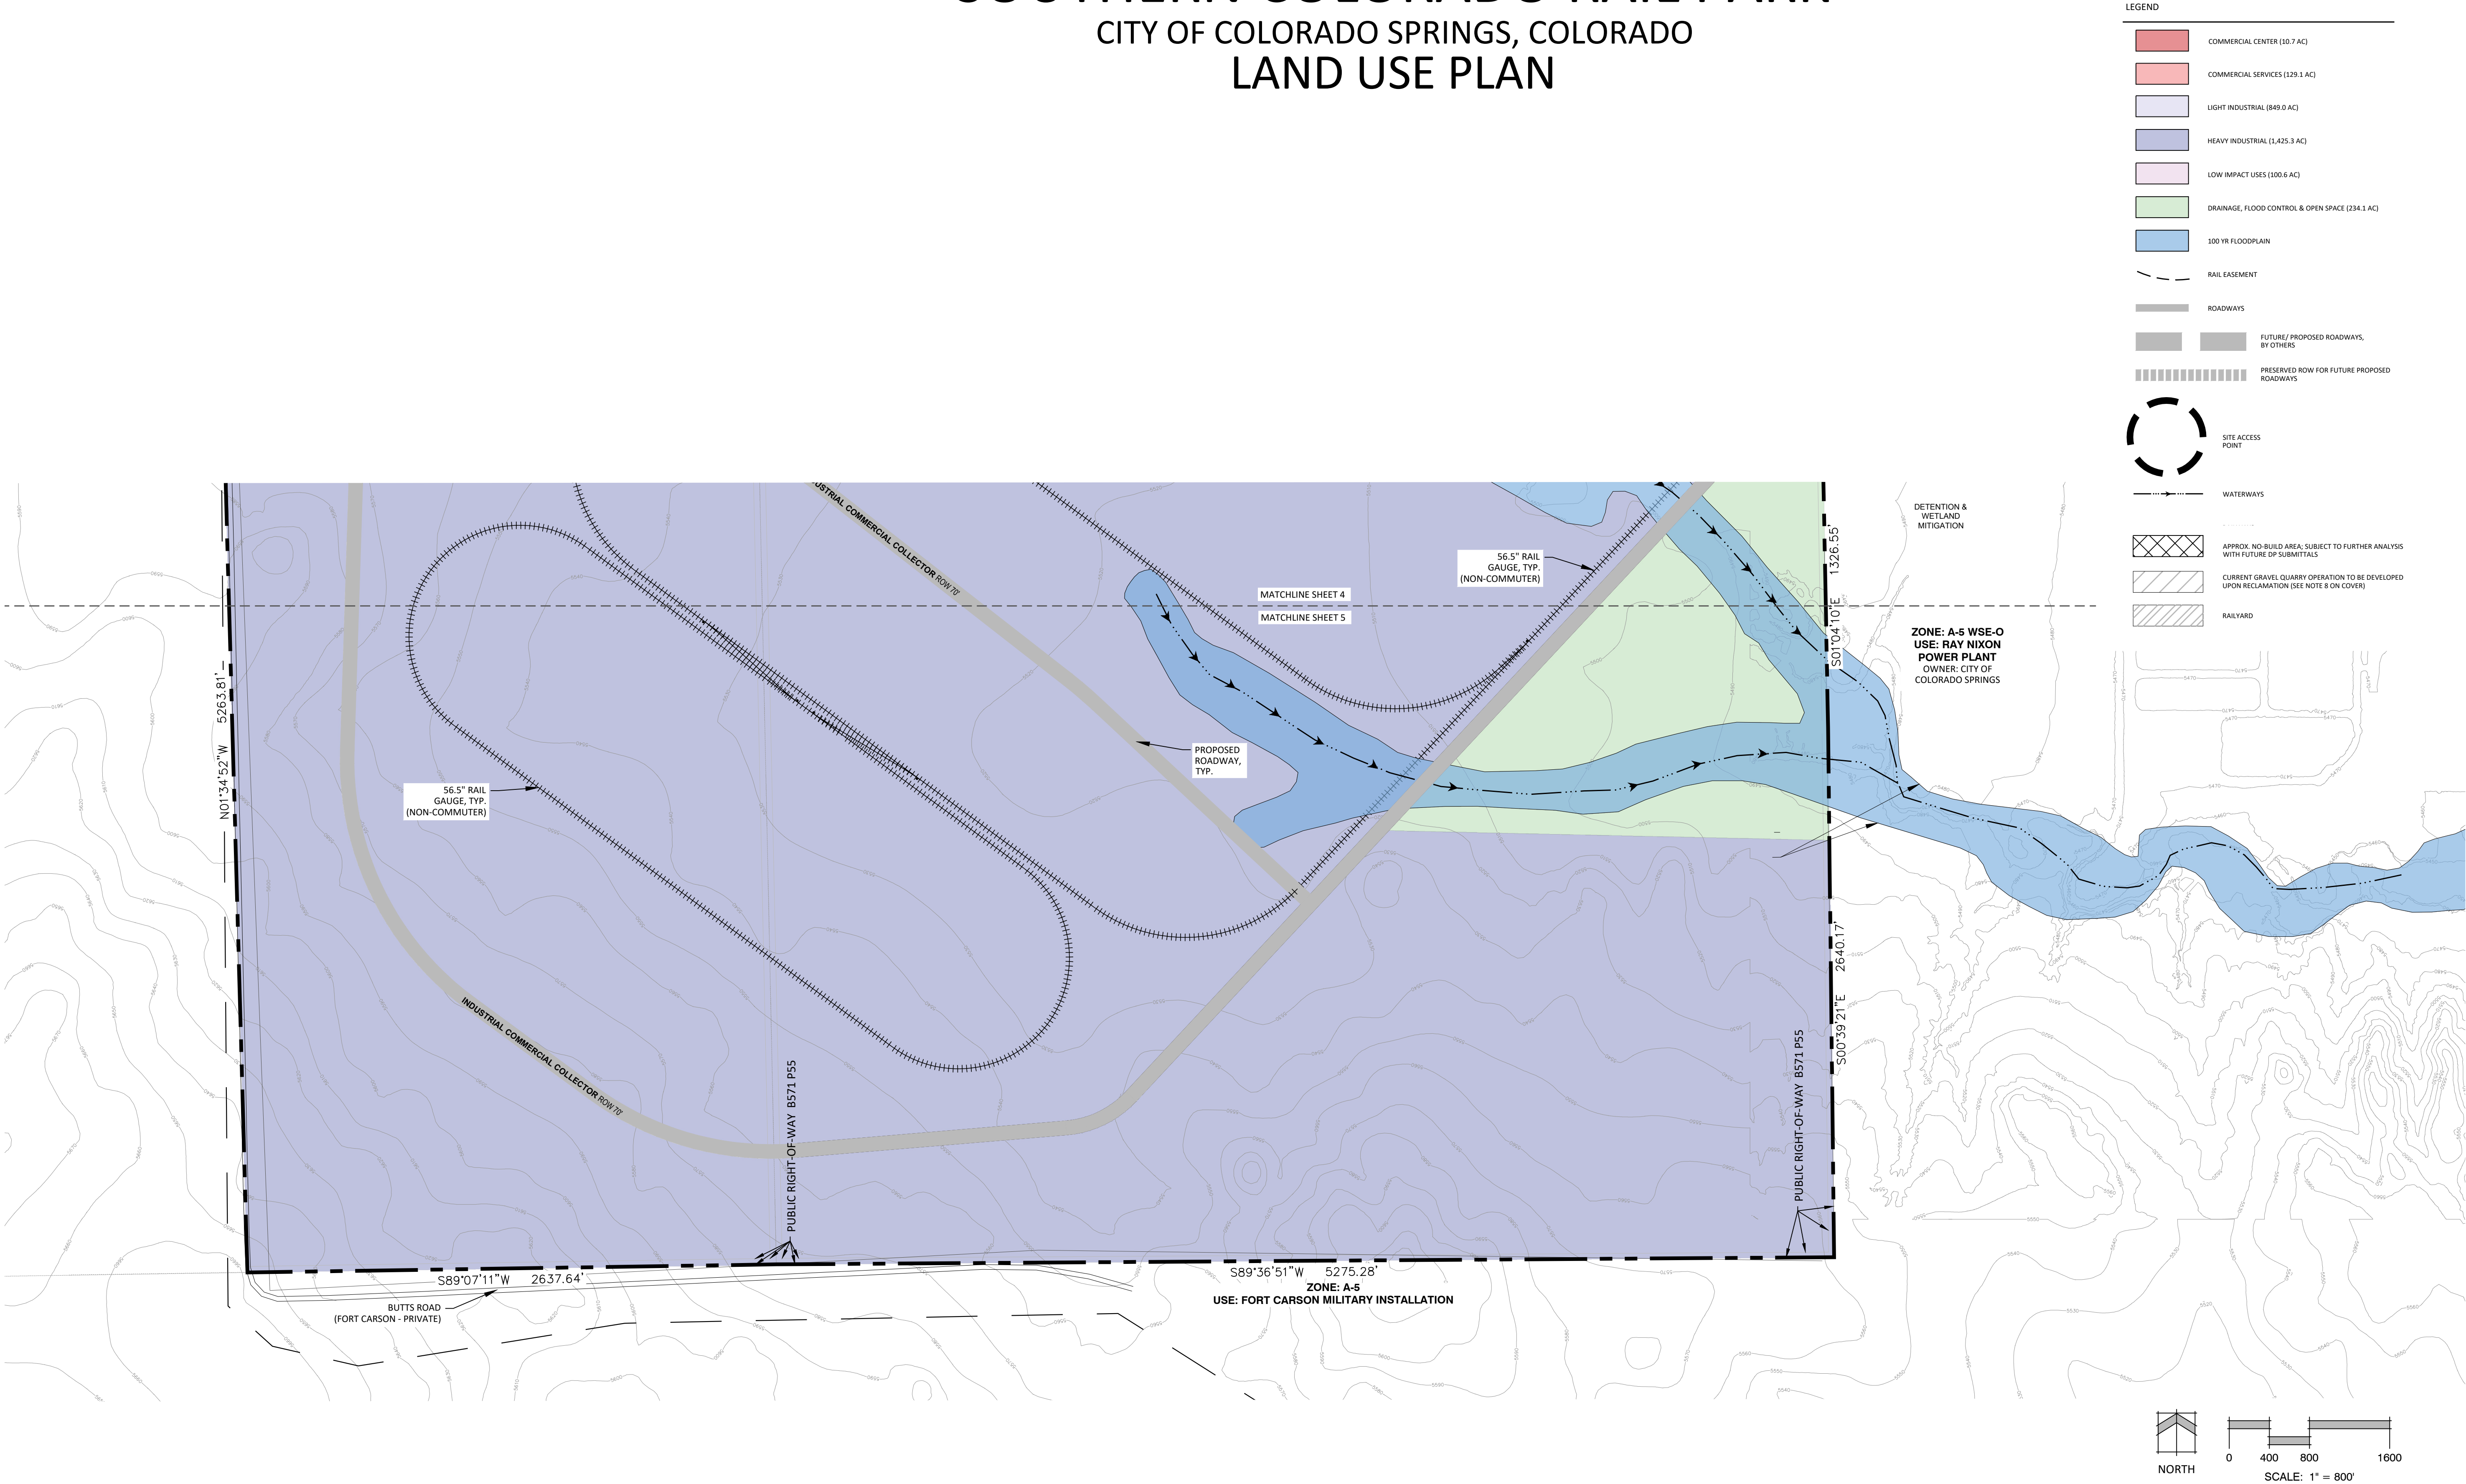 SOUTHERN COLORADO RAIL PARK
CITY OF COLORADO SPRINGS, COLORADO
LAND USE PLAN
LEGEND
COMMERCIAL CENTER (10.7 AC)
COMMERCIAL SERVICES (129.1 AC)
LIGHT INDUSTRIAL (849.0 AC)
HEAVY INDUSTRIAL (1,425.3 AC)
LOW IMPACT USES (100.6 AC)
DRAINAGE, FLOOD CONTROL & OPEN SPACE (234.1 AC)
100 YR FLOODPLAIN
RAIL EASEMENT
ROADWAYS
FUTURE/ PROPOSED ROADWAYS,
BY OTHERS
PRESERVED ROW FOR FUTURE PROPOSED
ROADWAYS
SITE ACCESS
POINT
WATERWAYS
APPROX. NO-BUILD AREA; SUBJECT TO FURTHER ANALYSIS
WITH FUTURE DP SUBMITTALS
CURRENT GRAVEL QUARRY OPERATION TO BE DEVELOPED
UPON RECLAMATION (SEE NOTE 8 ON COVER)
RAILYARD
USTRIAL COMMERCIAL COLLECTOR ROW 70'
56.5" RAIL
GAUGE, TYP.
(NON-COMMUTER)
MATCHLINE SHEET 4
MATCHLINE SHEET 5
DETENTION &
WETLAND
MITIGATION
S01°04'10"E 1326.55'
ZONE: A-5 WSE-O
USE: RAY NIXON
POWER PLANT
OWNER: CITY OF
COLORADO SPRINGS
N01°34'52"W 5263.81'
PROPOSED
ROADWAY,
TYP.
56.5" RAIL
GAUGE, TYP.
(NON-COMMUTER)
S00°39'21"E 2640.17'
INDUSTRIAL COMMERCIAL COLLECTOR ROW 70'
PUBLIC RIGHT-OF-WAY B571 P55
PUBLIC RIGHT-OF-WAY B571 P55
S89°07'11"W 2637.64'
S89°36'51"W 5275.28'
ZONE: A-5
USE: FORT CARSON MILITARY INSTALLATION
BUTTS ROAD
(FORT CARSON - PRIVATE)
NORTH
0 400 800 1600
SCALE: 1" = 800'